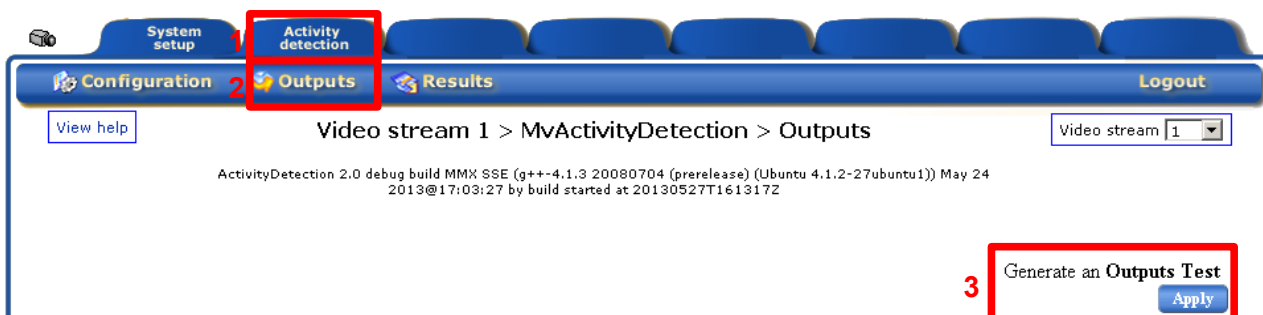 System
setup
1
Activity
detection
Configuration
2
Outputs
Results
Logout
View help
Video stream 1 > MvActivityDetection > Outputs
Video stream 1
ActivityDetection 2.0 debug build MMX SSE (g++-4.1.3 20080704 (prerelease) (Ubuntu 4.1.2-27ubuntu1)) May 24
2013@17:03:27 by build started at 20130527T161317Z
3
Generate an Outputs Test
Apply